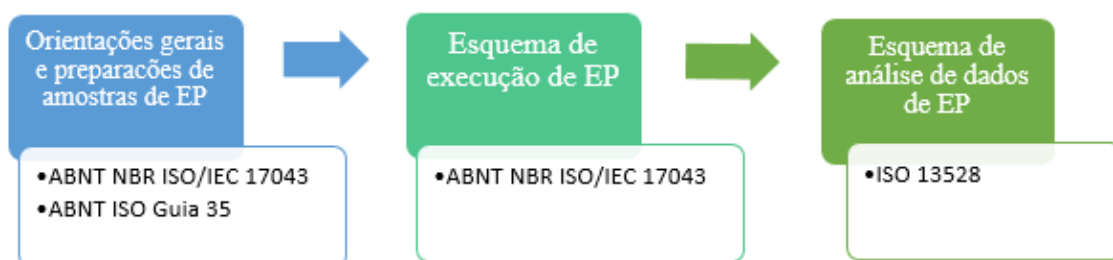 Orientações gerais
e preparacões de
amostras de EP
•ABNT NBR ISO/IEC 17043
•ABNT ISO Guia 35
Esquema de
execução de EP
•ABNT NBR ISO/IEC 17043
Esquema de
análise de dados
de EP
•ISO 13528